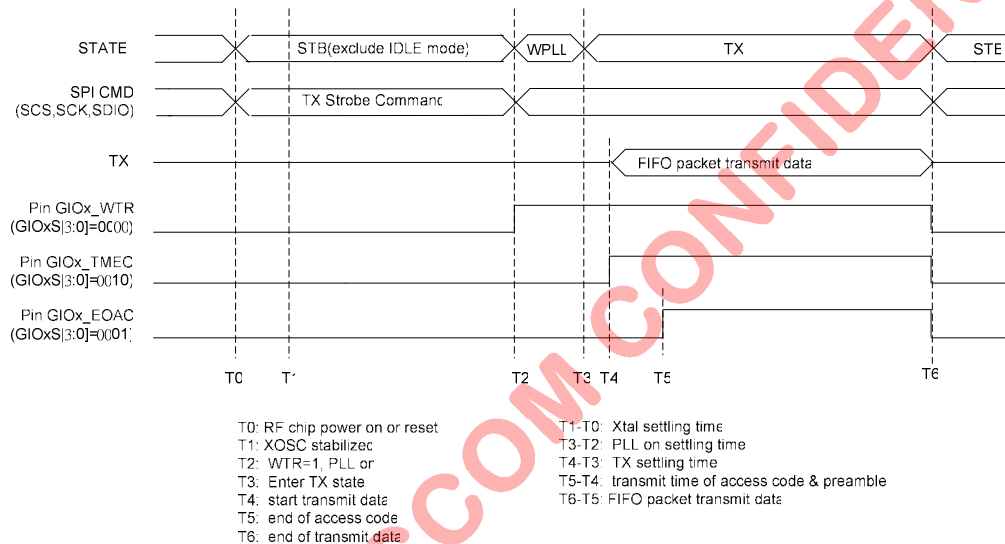 STATE
STB(exclude IDLE mode)
WPLL
TX
STE
SPI CMD
(SCS,SCK,SDIO)
TX Strobe Command
TX
FIFO packet transmit data
Pin GIOx_WTR
(GIOxS[3:0]=0000)
Pin GIOx_TMEC
(GIOxS[3:0]=0010)
Pin GIOx_EOAC
(GIOxS[3:0]=0001)
T0
T1
T2
T3
T4
T5
T6
T0: RF chip power on or reset
T1: XOSC stabilized
T2: WTR=1, PLL on
T3: Enter TX state
T4: start transmit data
T5: end of access code
T6: end of transmit data
T1-T0: Xtal settling time
T3-T2: PLL on settling time
T4-T3: TX settling time
T5-T4: transmit time of access code & preamble
T6-T5: FIFO packet transmit data
COM CONFIDEN